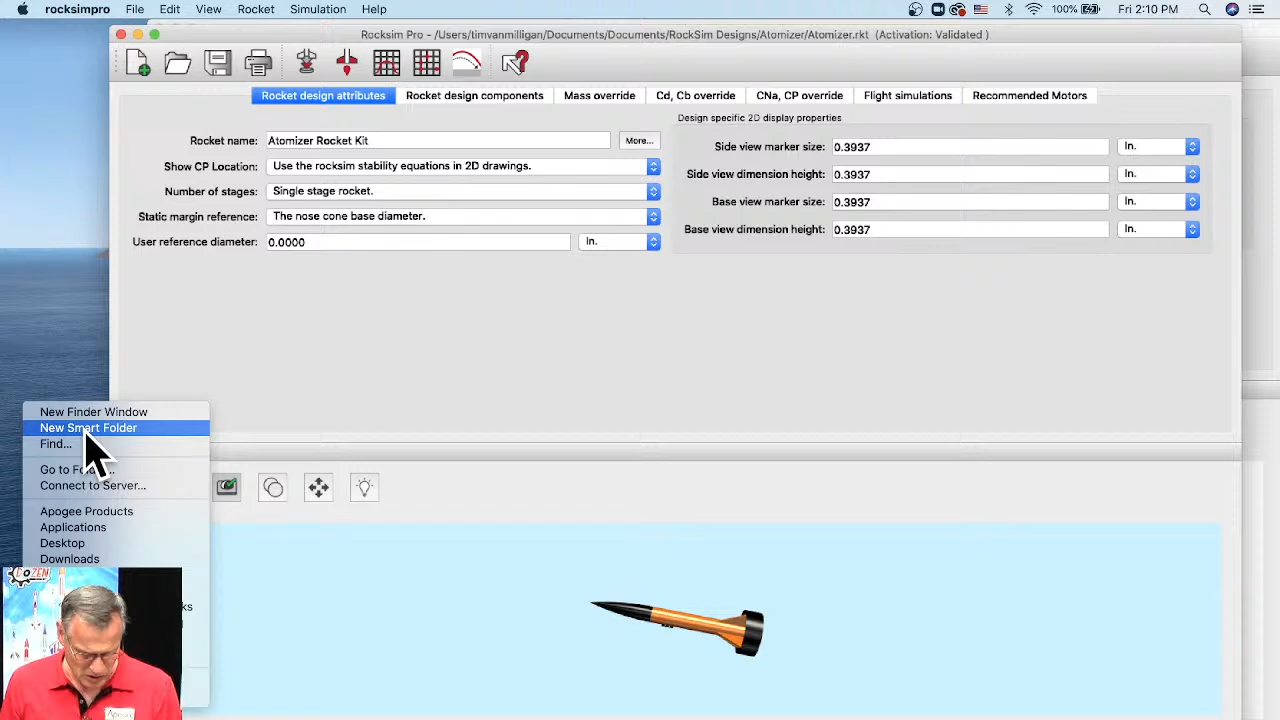 rocksimpro File Edit View Rocket Simulation Help 100% Fri 2:10 PM
Rocksim Pro - /Users/timvanmilligan/Documents/Documents/RockSim Designs/Atomizer/Atomizer.rkt (Activation: Validated )
Rocket design attributes Rocket design components Mass override Cd, Cb overide CNa, CP override Flight simulations Recommended Motors
Design specific 2D display properties
Rocket name: Atomizer Rocket Kit More...
Side view marker size: 0.3937 In.
Show CP Location: Use the rocksim stability equations in 2D drawings.
Side view dimension height: 0.3937 In.
Number of stages: Single stage rocket.
Base view marker size: 0.3937 In.
Static margin reference: The nose cone base diameter.
Base view dimension height: 0.3937 In.
User reference diameter: 0.0000 In.
New Finder Window
New Smart Folder
Find...
Go to Fo
Connect to Server...
Apogee Products
Applications
Desktop
Downloads
ks